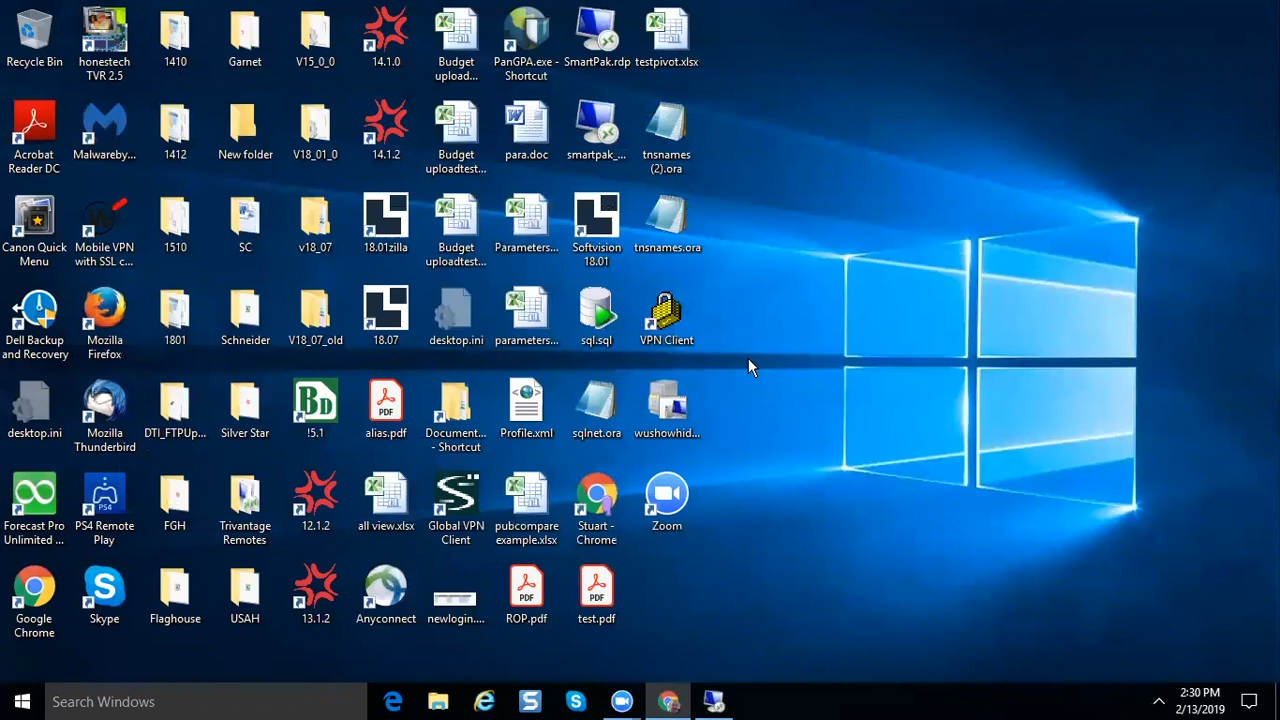 Recycle Bin
honestech
TVR 2.5
1410
Garnet
V15_0_0
14.1.0
Budget
upload...
PanGPA.exe -
Shortcut
SmartPak.rdp
testpivot.xlsx
Acrobat
Reader DC
Malwareby...
1412
New folder
V18_01_0
14.1.2
Budget
uploadtest...
para.doc
smartpak_...
tnsnames
(2).ora
Canon Quick
Menu
Mobile VPN
with SSL c...
1510
SC
v18_07
18.01zilla
Budget
uploadtest...
Parameters...
Softvision
18.01
tnsnames.ora
Dell Backup
and Recovery
Mozilla
Firefox
1801
Schneider
V18_07_old
18.07
desktop.ini
parameters...
sql.sql
VPN Client
desktop.ini
Mozilla
Thunderbird
DTI_FTPUp...
Silver Star
BD
!5.1
PDF
alias.pdf
Document...
- Shortcut
Profile.xml
sqlnet.ora
wushowhid...
Forecast Pro
Unlimited ...
PS4
PS4 Remote
Play
FGH
Trivantage
Remotes
12.1.2
all view.xlsx
Global VPN
Client
pubcompare
example.xlsx
Stuart -
Chrome
Zoom
Google
Chrome
Skype
Flaghouse
USAH
13.1.2
Anyconnect
newlogin....
PDF
ROP.pdf
PDF
test.pdf
Search Windows
2:30 PM
2/13/2019